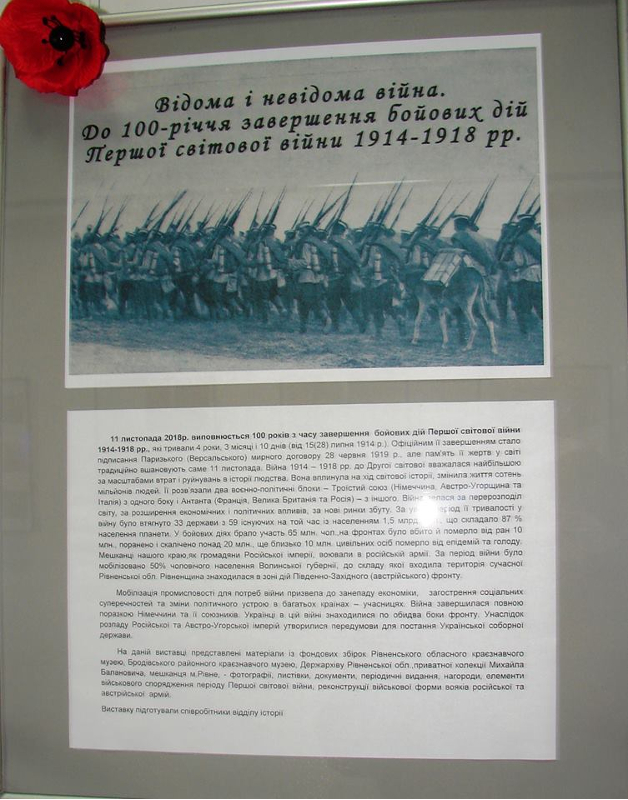 Відома і невідома війна.
До 100-річчя завершення бойових дій
Першої світової війни 1914-1918 рр.
11 листопада 2018р. виповнюється 100 років з часу завершення бойових дій Першої світової війни
1914-1918 рр., які тривали 4 роки, 3 місяці і 10 днів (від 15(28) липня 1914 р.). Офіційним її завершенням стало
підписання Паризького (Версальського) мирного договору 28 червня 1919 р., але пам'ять її жертв у світі
традиційно вшановують саме 11 листопада. Війна 1914 – 1918 рр. до Другої світової вважалася найбільшою
за масштабами втрат і руйнувань в історії людства. Вона вплинула на хід світової історії, змінила життя сотень
мільйонів людей. Її розв'язали два воєнно-політичні блоки – Троїстий союз (Німеччина, Австро-Угорщина та
Італія) з одного боку і Антанта (Франція, Велика Британія та Росія) – з іншого. Війна велася за перерозподіл
світу, за розширення економічних і політичних впливів, за нові ринки збуту. За період її тривалості у
війну було втягнуто 33 держави з 59 існуючих на той час із населенням 1,5 що складало 87 %
населення планети. У бойових діях брало участь 65 млн. чол.,на фронтах було вбито й померло від ран 10
млн., поранено і скалічено понад 20 млн., ще близько 10 млн. цивільних осіб померло від епідемій та голоду.
Мешканці нашого краю,як громадяни Російської імперії, воювали в російській армії. За період війни було
мобілізовано 50% чоловічого населення Волинської губернії, до складу якої входила територія сучасної
Рівненської обл. Рівненщина знаходилася в зоні дій Південно-Західного (австрійського) фронту.
Мобілізація промисловості для потреб війни призвела до занепаду економіки, загострення соціальних
суперечностей та зміни політичного устрою в багатьох країнах – учасницях. Війна завершилася повною
поразкою Німеччини та її союзників. Українці в цій війні знаходилися по обидва боки фронту. Унаслідок
розпаду Російської та Австро-Угорської імперій утворилися передумови для постання Української соборної
держави.
На даній виставці представлені матеріали із фондових збірок Рівненського обласного краєзнавчого
музею, Бродівського районного краєзнавчого музею, Держархіву Рівненської обл.,приватної колекції Михайла
Балановича, мешканця м.Рівне, - фотографії, листівки, документи, періодичні видання, нагороди, елементи
військового спорядження періоду Першої світової війни, реконструкції військової форми вояків російської та
австрійської армій.
Виставку підготували співробітники відділу історії